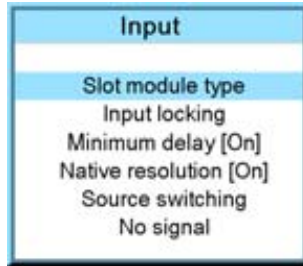 Input
Slot module type
Input locking
Minimum delay [On]
Native resolution [On]
Source switching
No signal